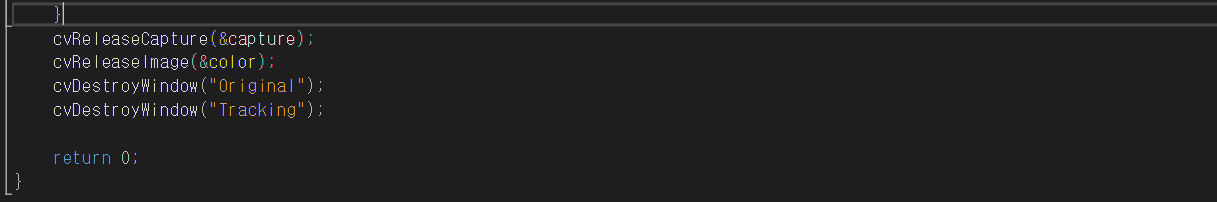 }
cvReleaseCapture(&capture);
cvReleaseImage(&color);
cvDestroyWindow("Original");
cvDestroyWindow("Tracking");
return 0;
}